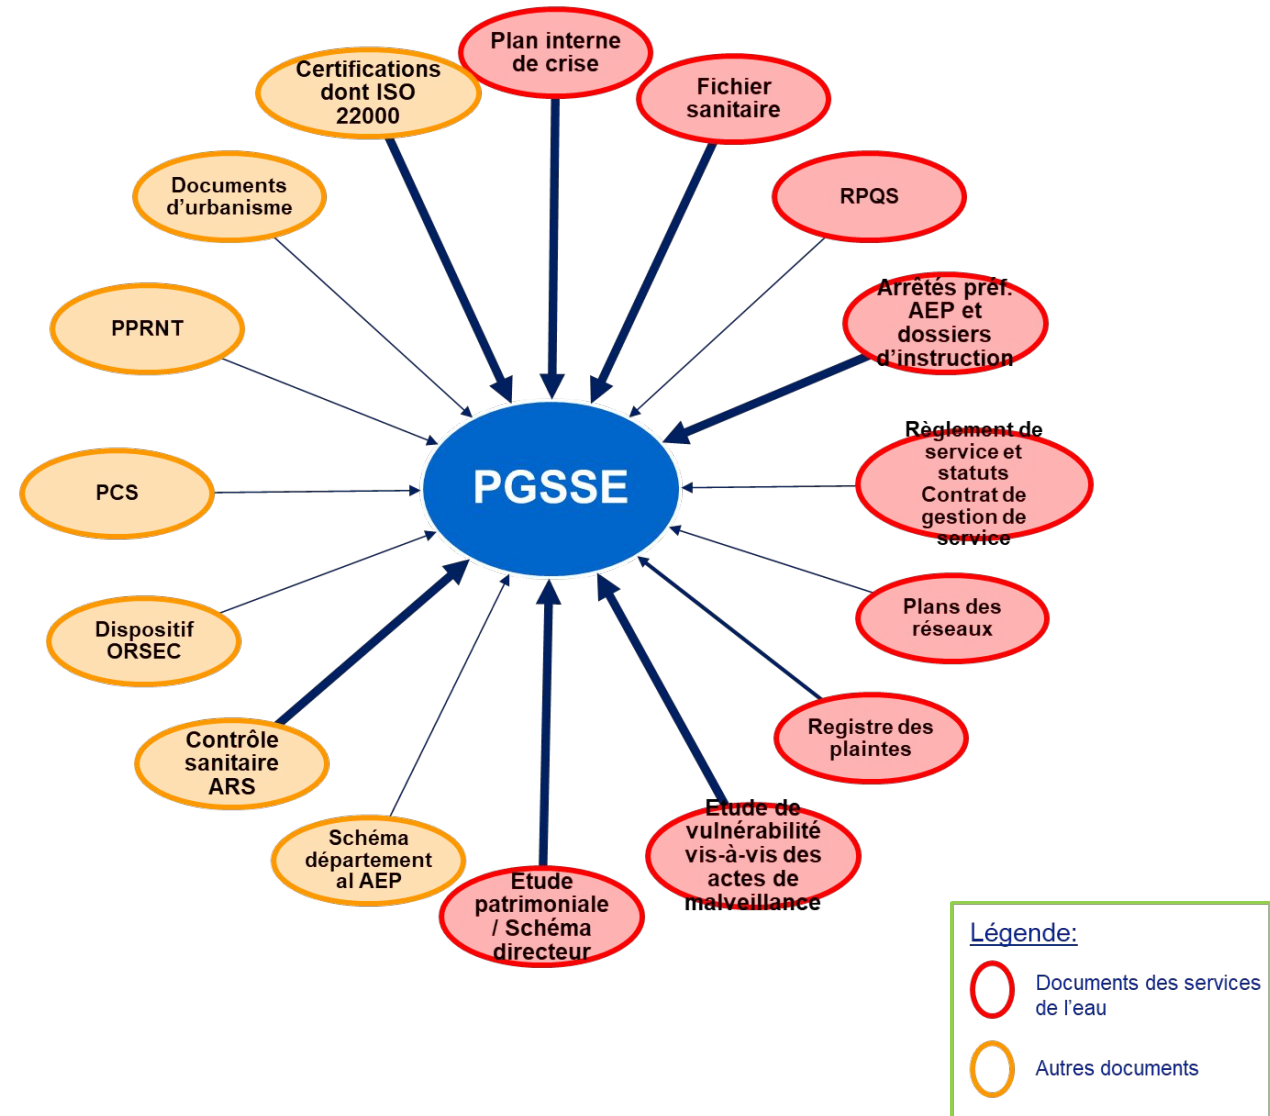 Plan interne
de crise
Certifications
dont ISO
22000
Fichier
sanitaire
Documents
d’urbanisme
RPQS
PPRNT
Arrêtés préf.
AEP et
dossiers
d’instruction
PCS
PGSSE
Règlement de
service et
statuts
Contrat de
gestion de
service
Dispositif
ORSEC
Plans des
réseaux
Contrôle
sanitaire
ARS
Registre des
plaintes
Schéma
département
al AEP
Etude
patrimoniale
/ Schéma
directeur
Etude de
vulnérabilité
vis-à-vis des
actes de
malveillance
Légende:
Documents des services
de l’eau
Autres documents